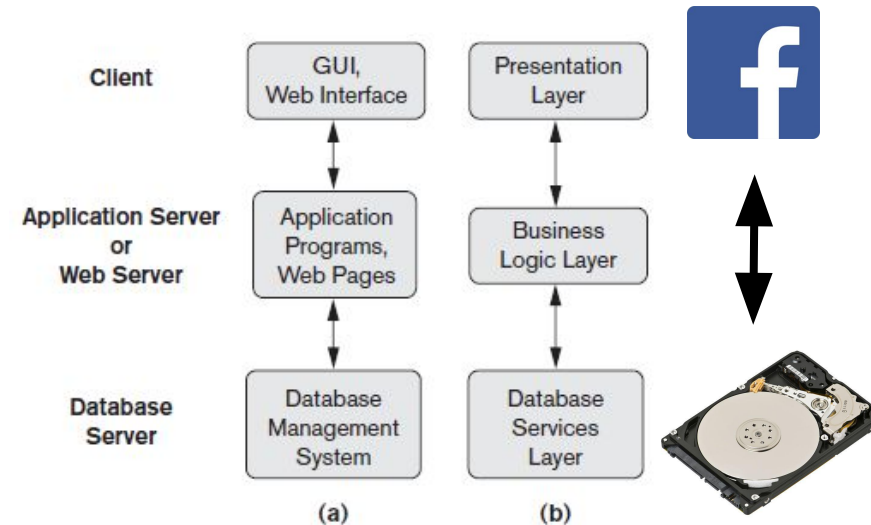 Client
GUI,
Web Interface
Presentation
Layer
f
Application Server
or
Web Server
Application
Programs,
Web Pages
Business
Logic Layer
Database
Server
Database
Management
System
Database
Services
Layer
(a)
(b)